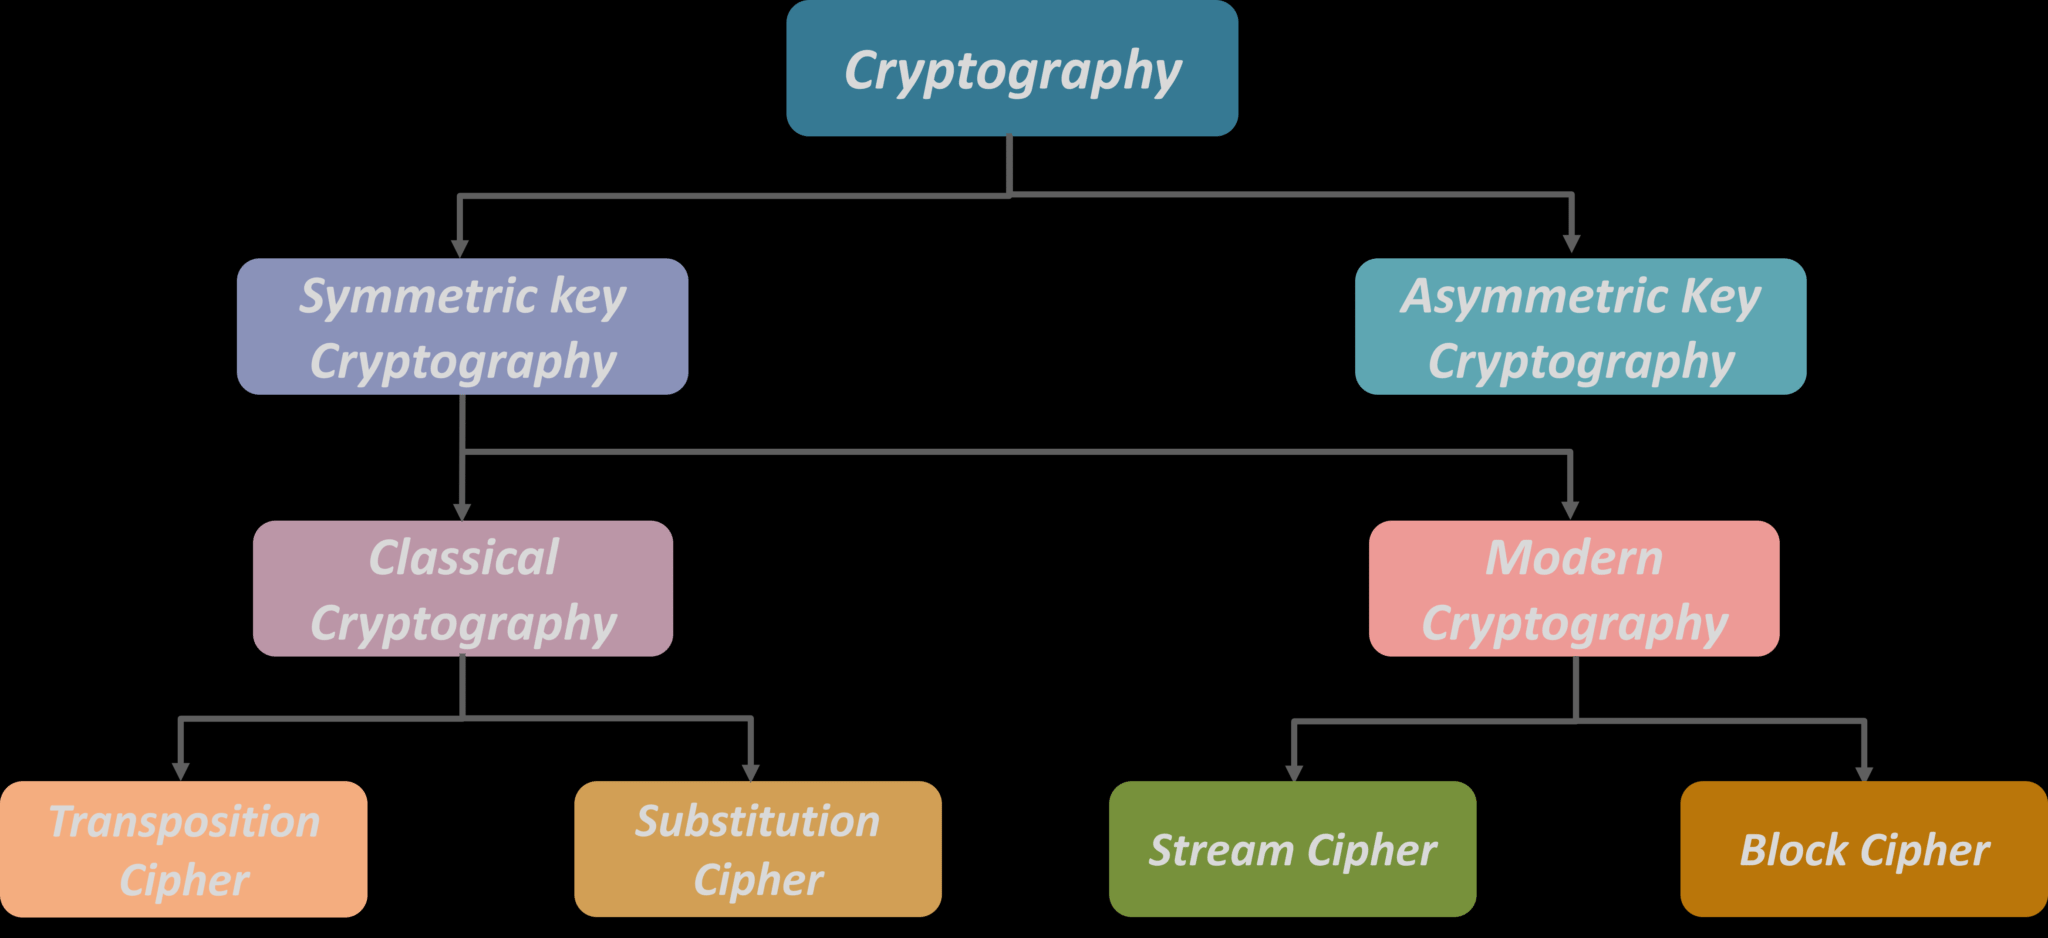 Cryptography
Symmetric key
Cryptography
Asymmetric Key
Cryptography
Classical
Cryptography
Modern
Cryptography
Transposition
Cipher
Substitution
Cipher
Stream Cipher
Block Cipher